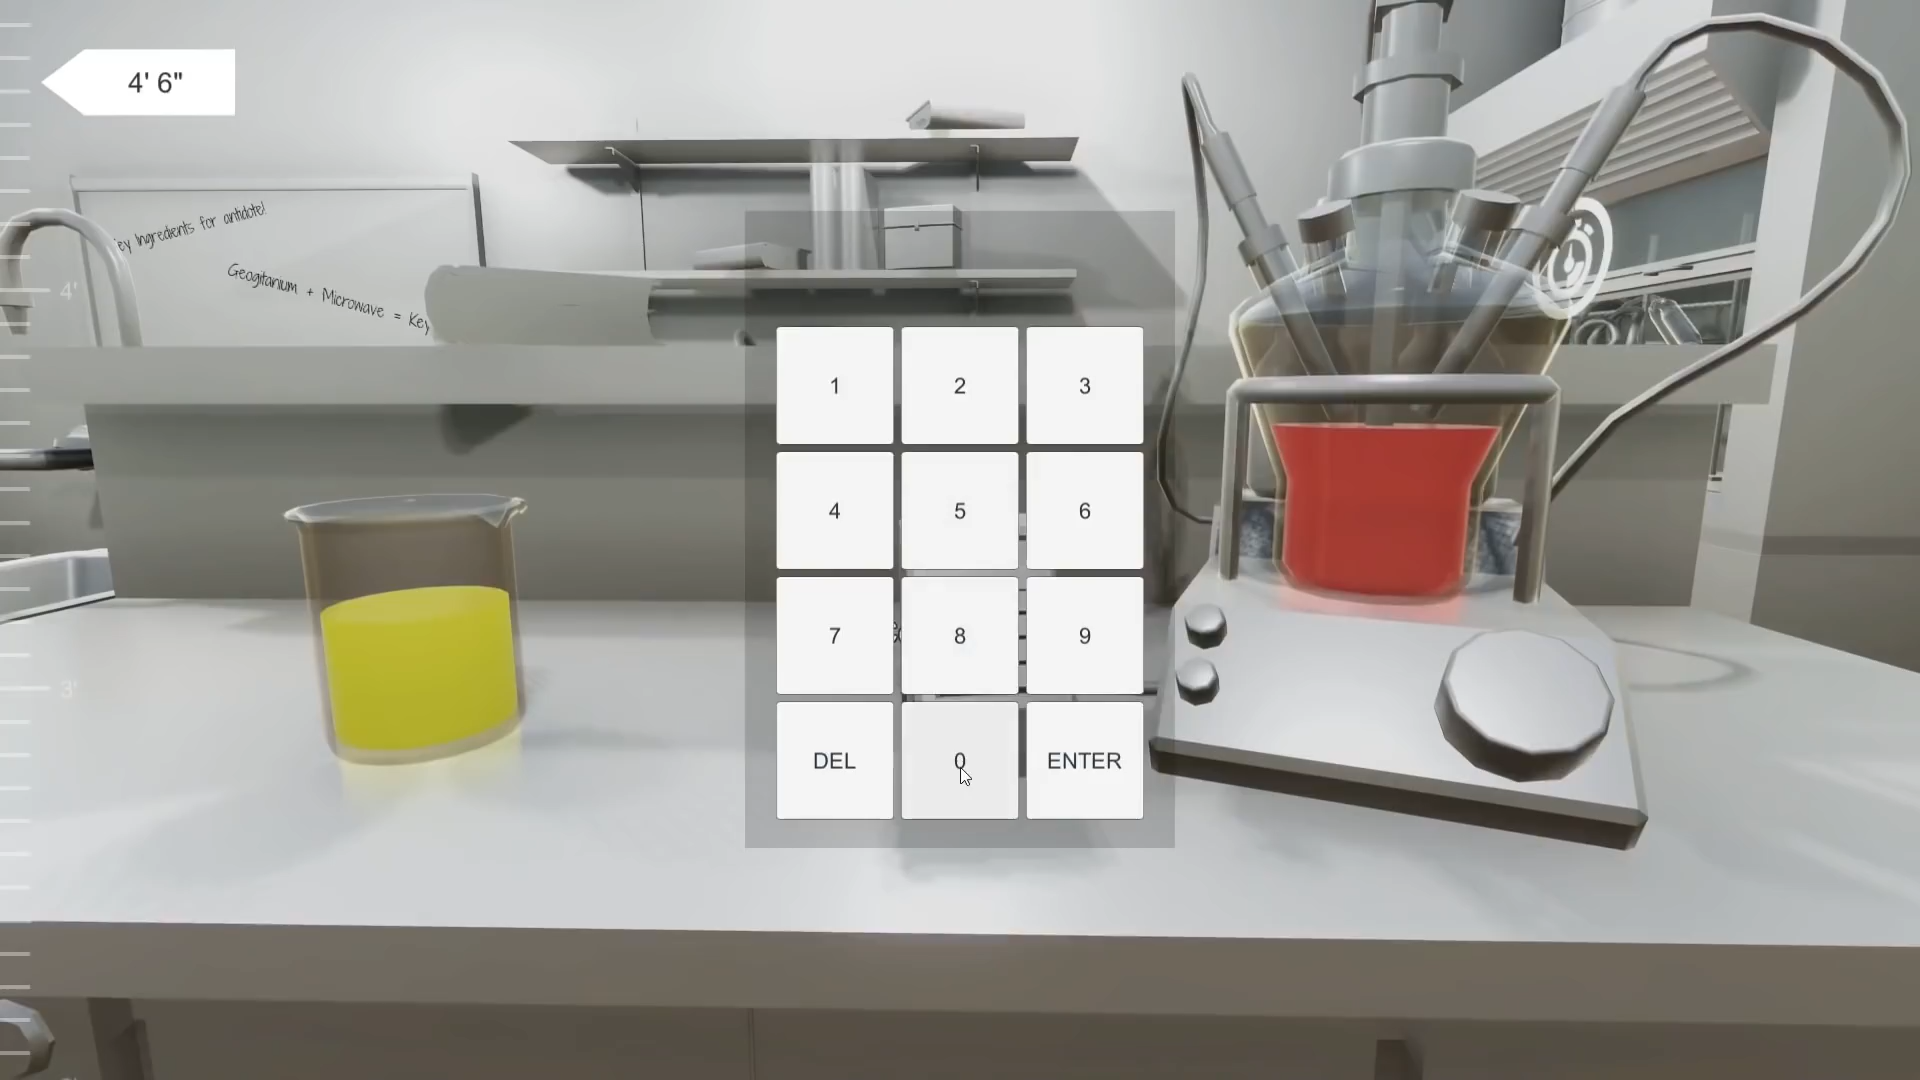 4' 6"
ey Ingredients for antidote!
Geogitanium + Microwave = Key
4'
1 2 3
4 5 6
7 8 9
3'
DEL 0 ENTER